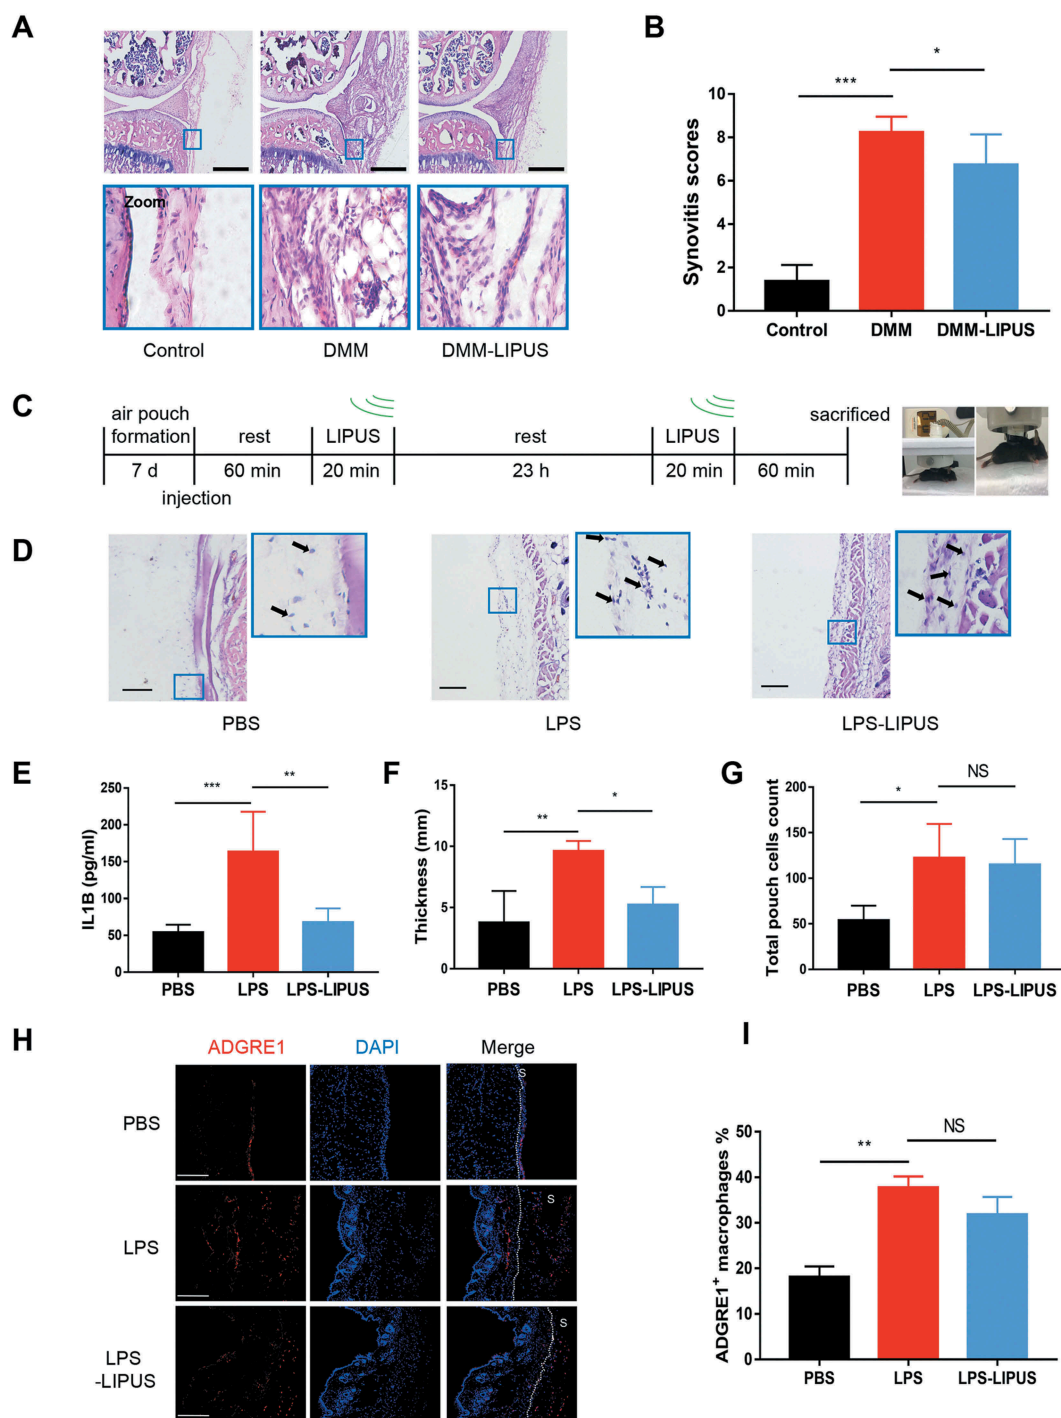 A
Zoom
Control
DMM
DMM-LIPUS
B
*
***
Synovitis scores
10
8
6
4
2
0
Control
DMM
DMM-LIPUS
C
air pouch
formation
rest
LIPUS
rest
LIPUS
sacrificed
7 d
60 min
20 min
23 h
20 min
60 min
injection
D
PBS
LPS
LPS-LIPUS
E
***
**
IL1B (pg/ml)
250
200
150
100
50
0
PBS
LPS
LPS-LIPUS
F
**
*
Thickness (mm)
15
10
5
0
PBS
LPS
LPS-LIPUS
G
*
NS
Total pouch cells count
200
150
100
50
0
PBS
LPS
LPS-LIPUS
H
ADGRE1
DAPI
Merge
PBS
S
LPS
S
LPS
-LIPUS
S
I
**
NS
ADGRE1+ macrophages %
50
40
30
20
10
0
PBS
LPS
LPS-LIPUS